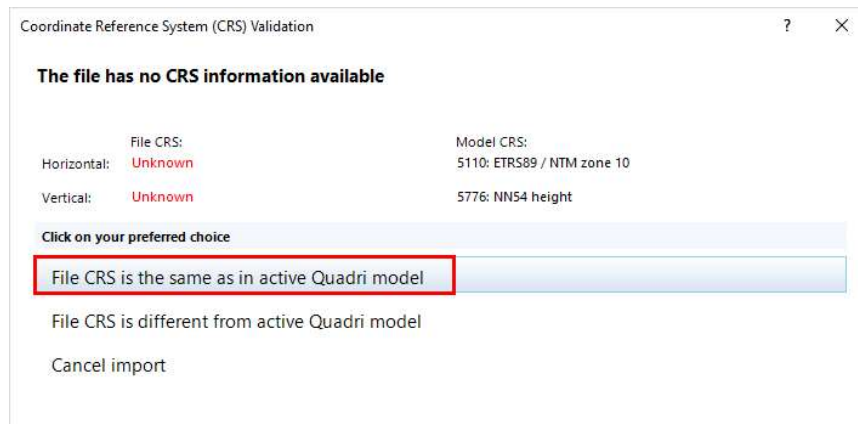 Coordinate Reference System (CRS) Validation ? ×
The file has no CRS information available
File CRS: Model CRS:
Horizontal: Unknown 5110: ETRS89 / NTM zone 10
Vertical: Unknown 5776: NN54 height
Click on your preferred choice
File CRS is the same as in active Quadri model
File CRS is different from active Quadri model
Cancel import